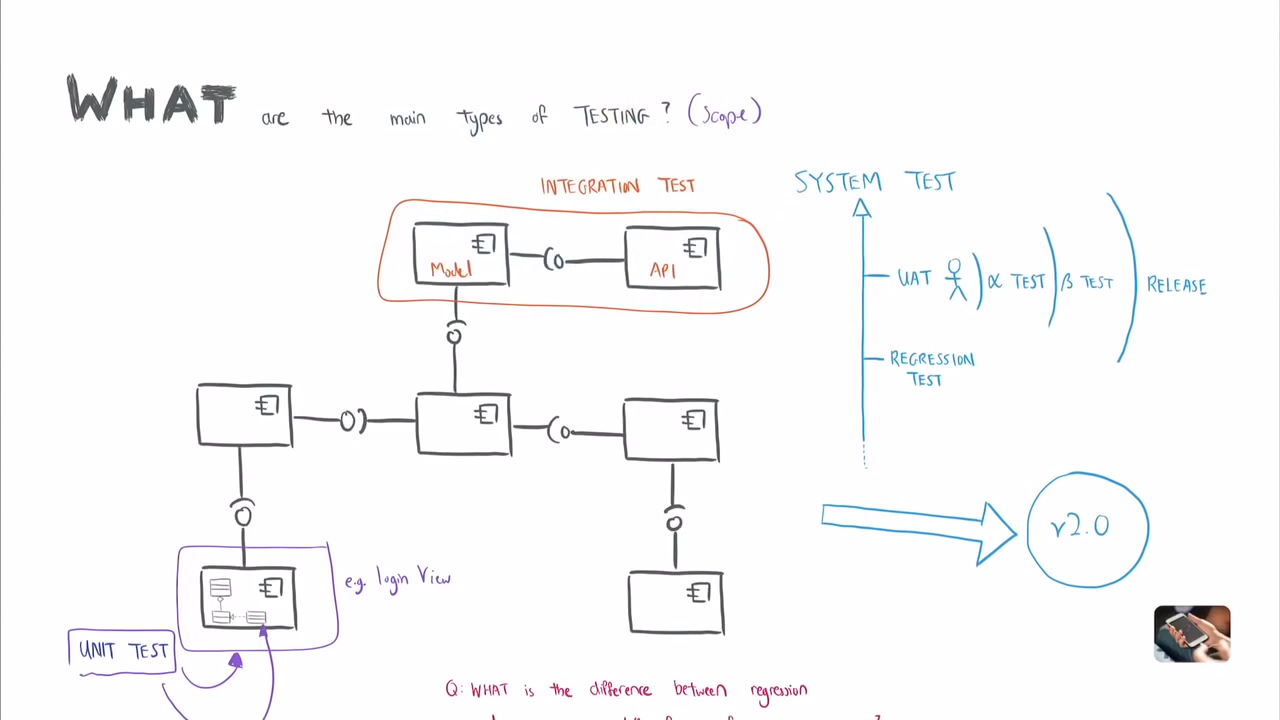 WHAT are the main types of TESTING? (scope)
INTEGRATION TEST
Model
API
SYSTEM TEST
UAT ) α TEST ) β TEST ) RELEASE
REGRESSION
TEST
v2.0
e.g. login View
UNIT TEST
Q: WHAT is the difference between regression